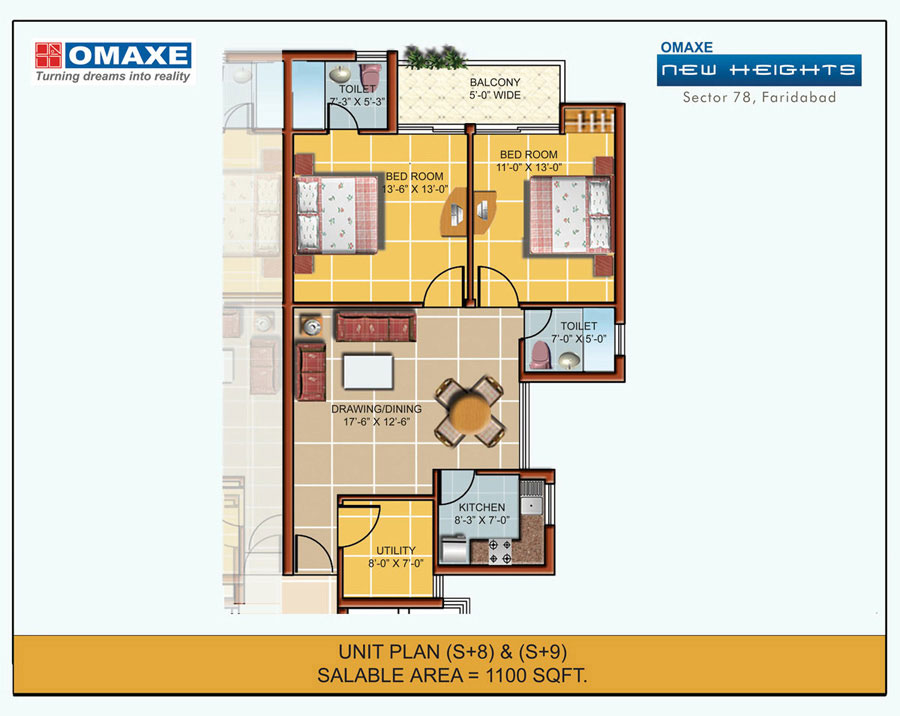 OMAXE
Turning dreams into reality
OMAXE
NEW HEIGHTS
Sector 78, Faridabad
TOILET
7'-3" X 5'-3"
BALCONY
5'-0" WIDE
BED ROOM
13'-6" X 13'-0"
BED ROOM
11'-0" X 13'-0"
TOILET
7'-0" X 5'-0"
DRAWING/DINING
17'-6" X 12'-6"
KITCHEN
8'-3" X 7'-0"
UTILITY
8'-0" X 7'-0"
UNIT PLAN (S+8) & (S+9)
SALABLE AREA = 1100 SQFT.